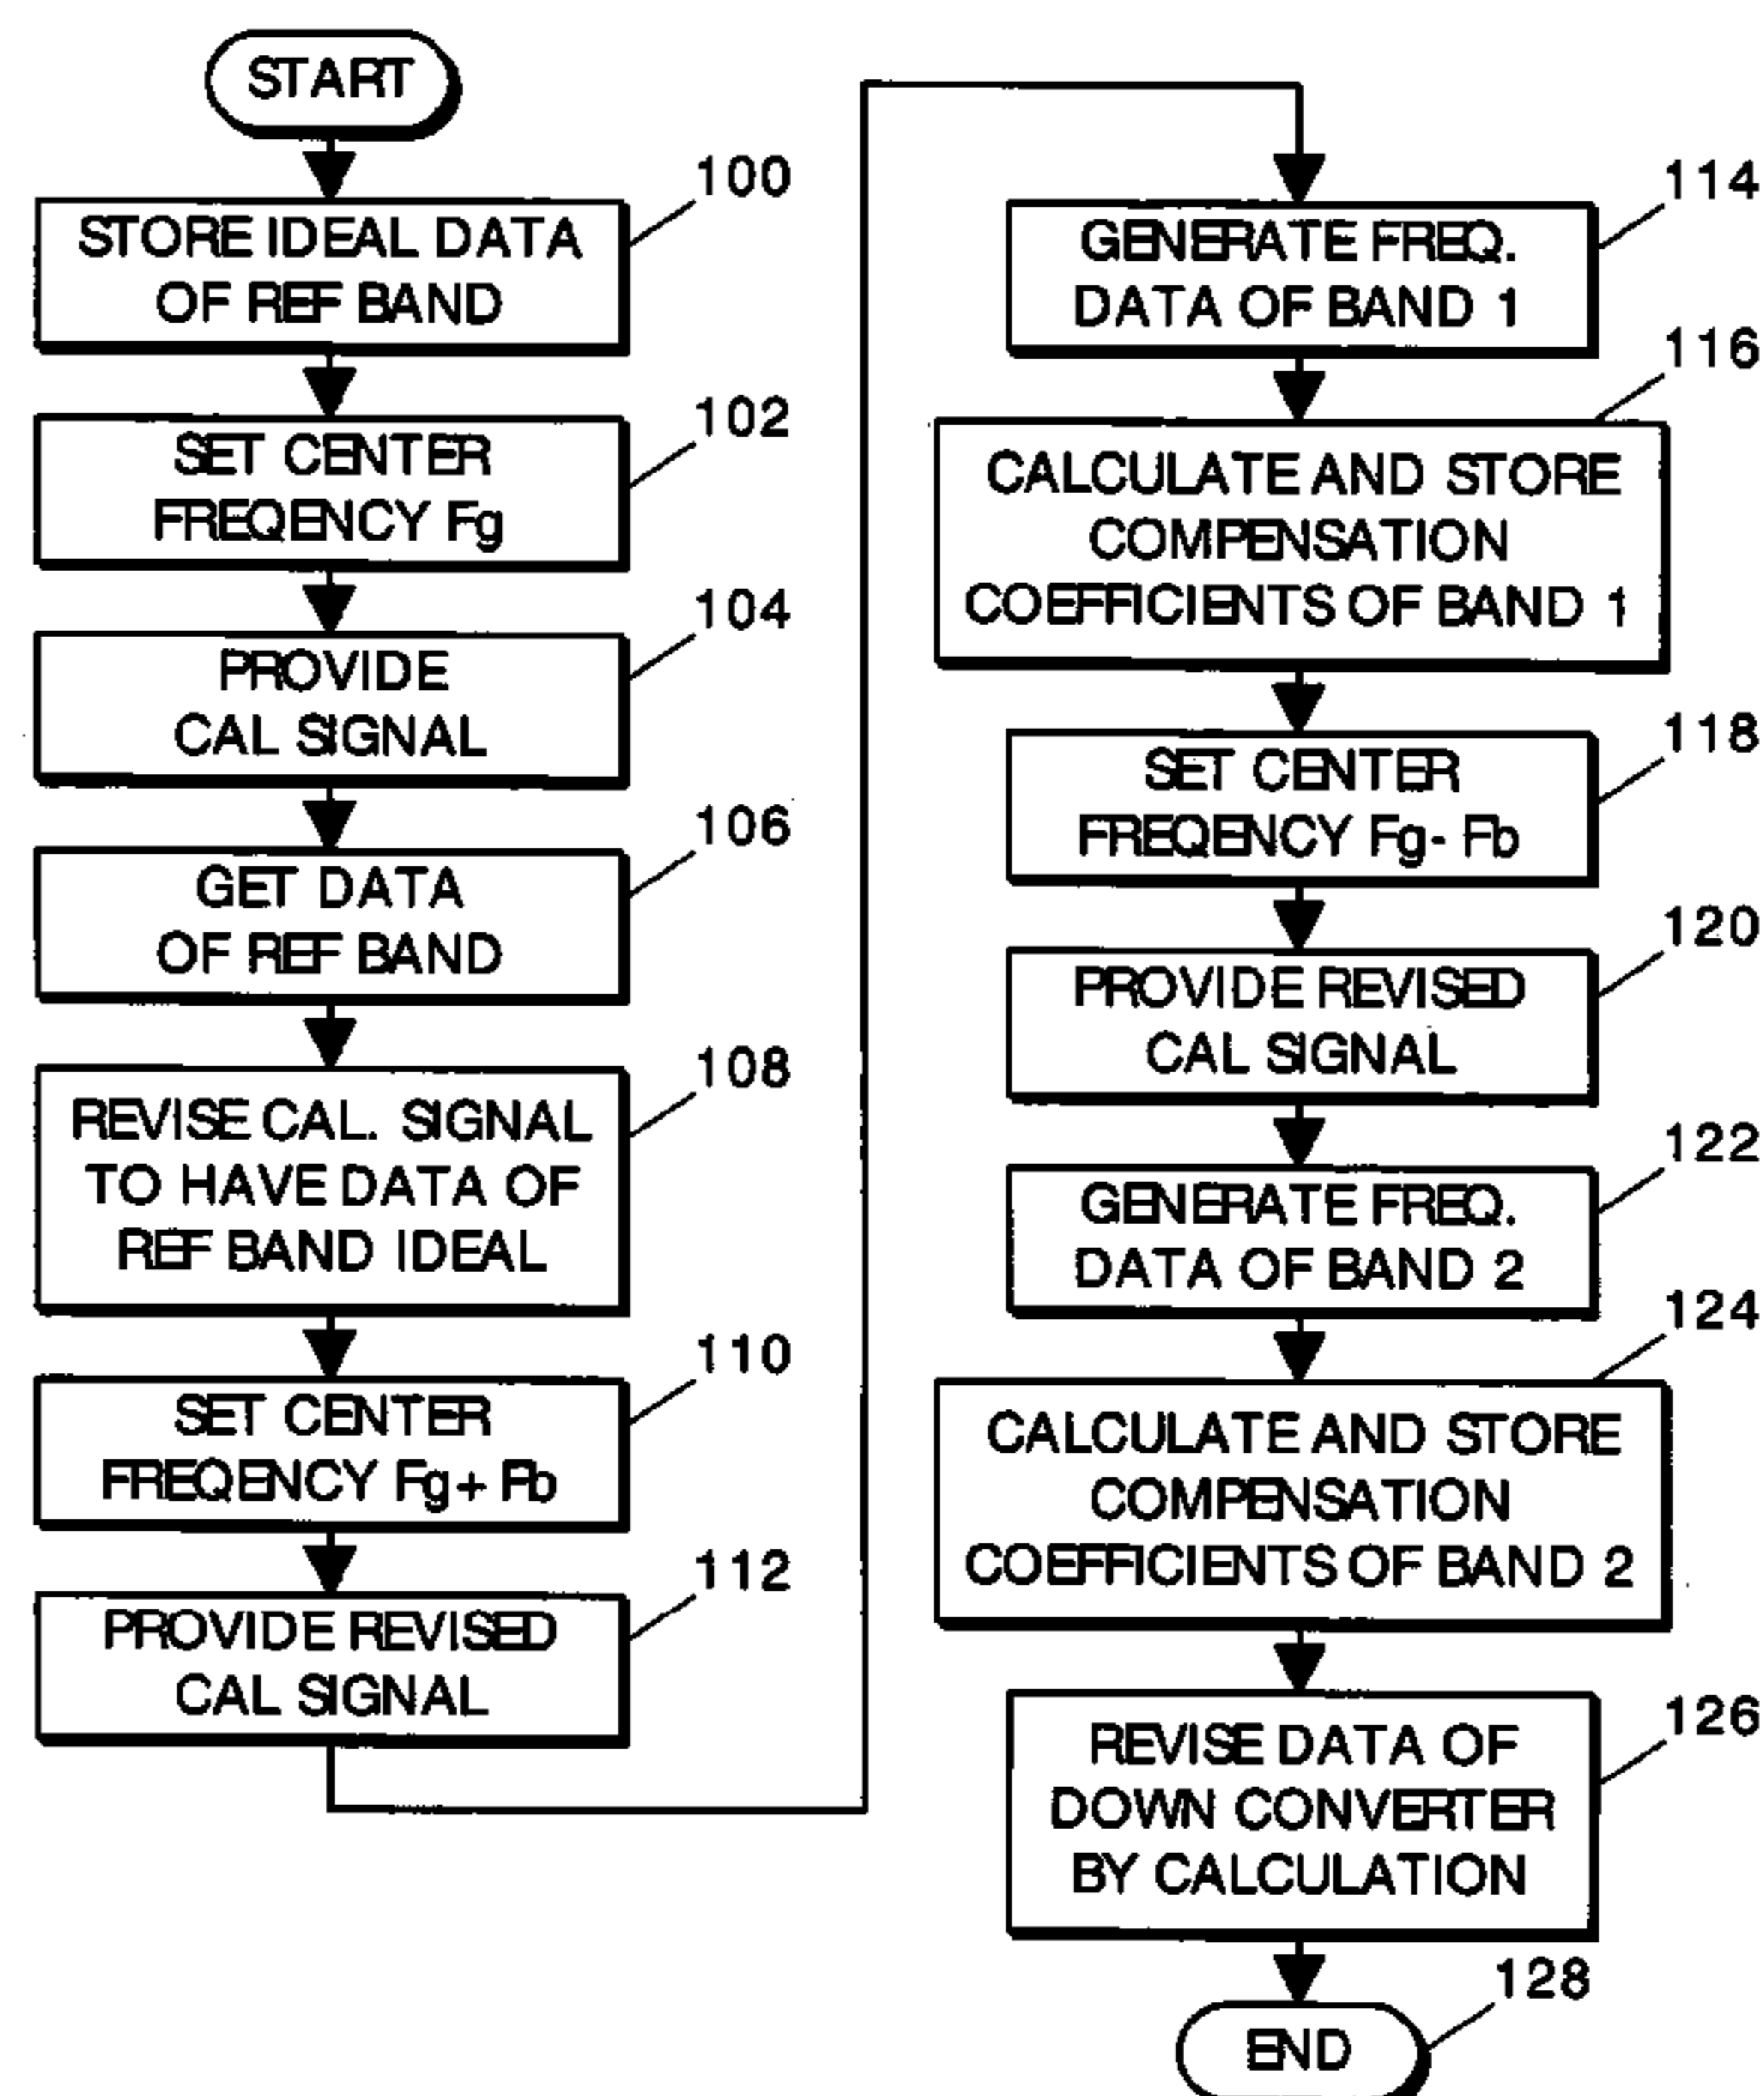 START
100
STORE IDEAL DATA
OF REF BAND
102
SET CENTER
FREQENCY Fg
104
PROVIDE
CAL SIGNAL
106
GET DATA
OF REF BAND
108
REVISE CAL. SIGNAL
TO HAVE DATA OF
REF BAND IDEAL
110
SET CENTER
FREQENCY Fg + Fb
112
PROVIDE REVISED
CAL SIGNAL
114
GENERATE FREQ.
DATA OF BAND 1
116
CALCULATE AND STORE
COMPENSATION
COEFFICIENTS OF BAND 1
118
SET CENTER
FREQENCY Fg - Fb
120
PROVIDE REVISED
CAL SIGNAL
122
GENERATE FREQ.
DATA OF BAND 2
124
CALCULATE AND STORE
COMPENSATION
COEFFICIENTS OF BAND 2
126
REVISE DATA OF
DOWN CONVERTER
BY CALCULATION
128
END